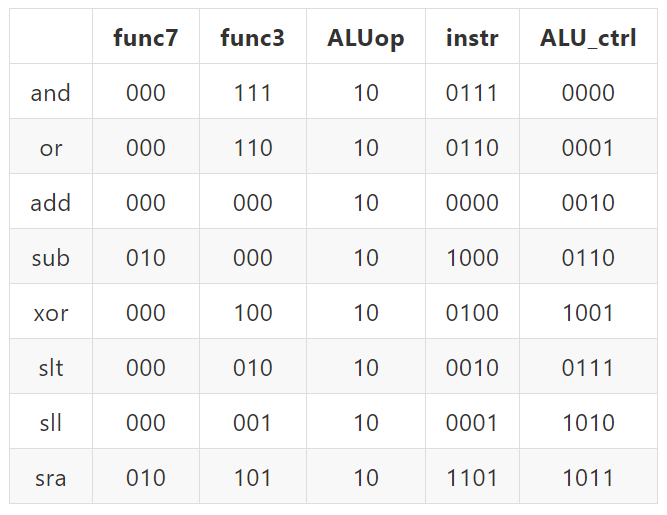 func7 func3 ALUop instr ALU_ctrl
and 000 111 10 0111 0000
or 000 110 10 0110 0001
add 000 000 10 0000 0010
sub 010 000 10 1000 0110
xor 000 100 10 0100 1001
slt 000 010 10 0010 0111
sll 000 001 10 0001 1010
sra 010 101 10 1101 1011